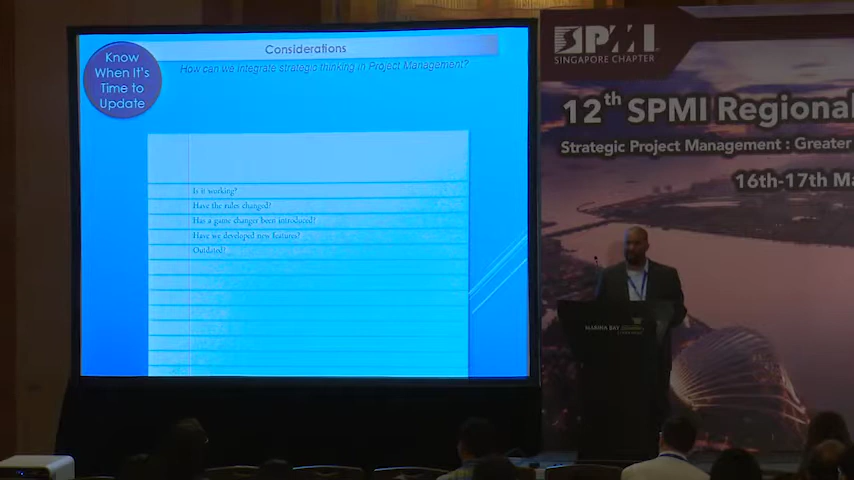 Know
When It's
Time to
Update
Considerations
How can we integrate strategic thinking in Project Management?
Is it working?
Have the rules changed?
Has a game changer been introduced?
Have we developed new features?
Outdated?
SPMI
SINGAPORE CHAPTER
12th SPMI Regional
Strategic Project Management : Greater
16th-17th Ma
MARINA BAY